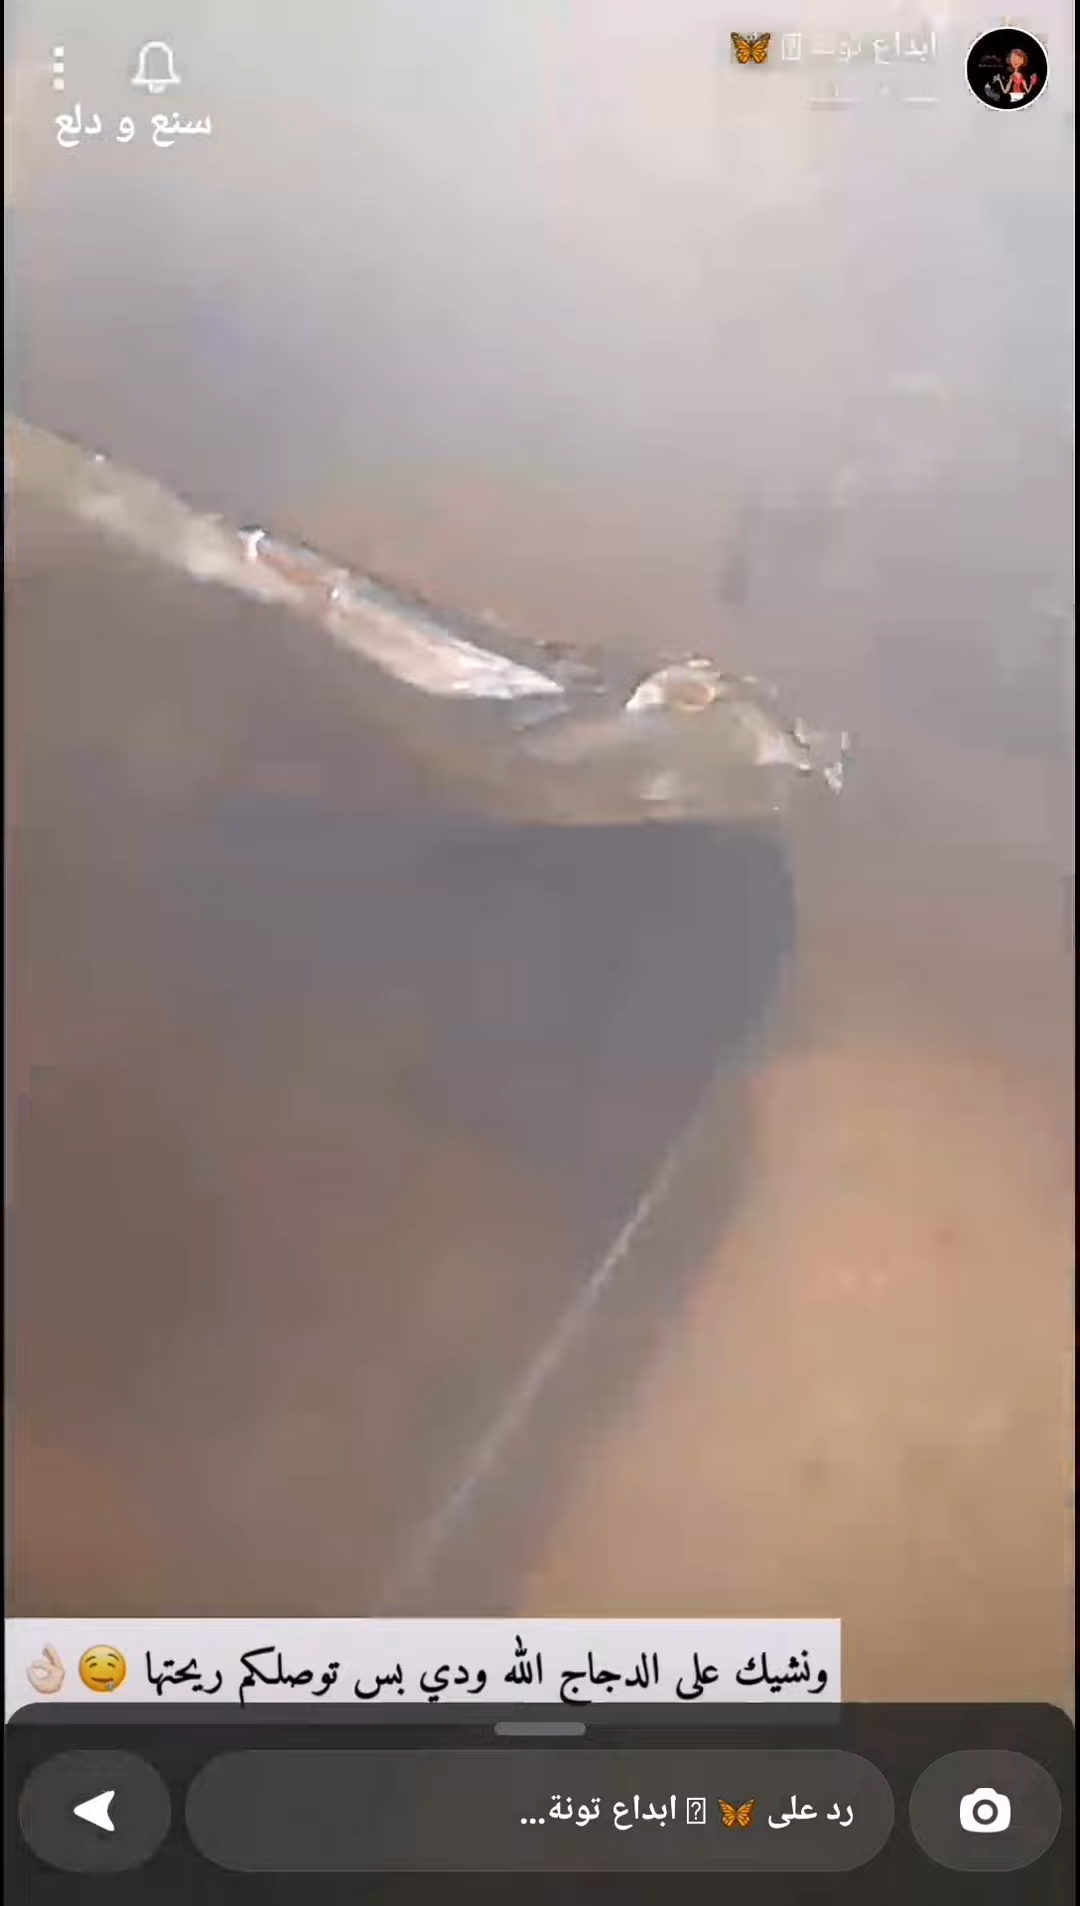 ابداع تونة 🦋
سنع و دلع
ونشيك على الدجاج الله ودي بس توصلكم ريحتها 🤤👌🏻
رد على 🦋 ابداع تونة...